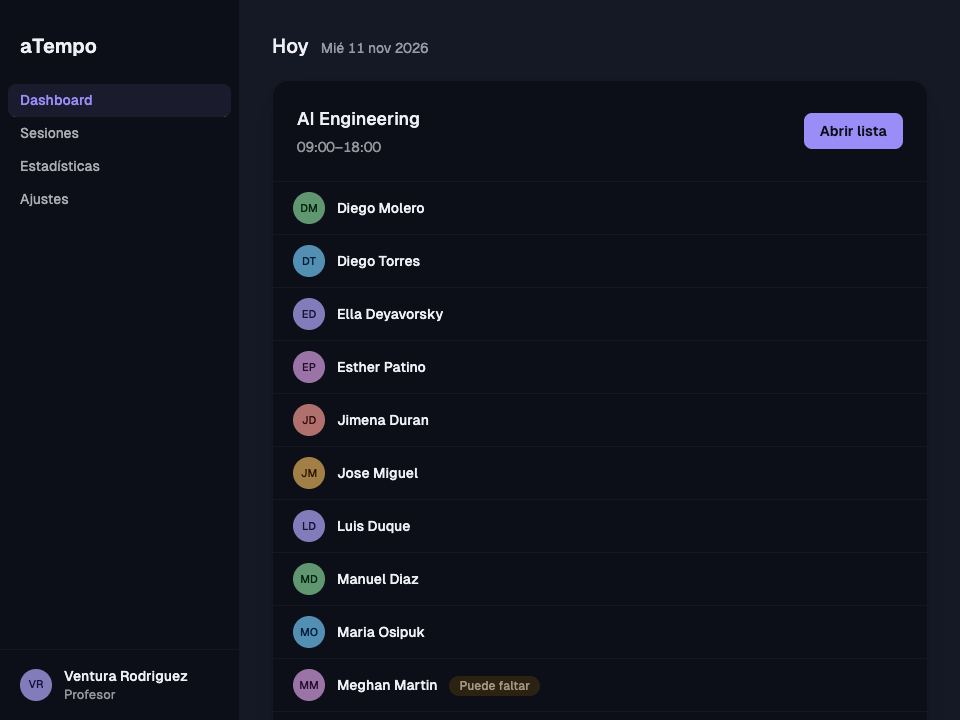 aTempo
Dashboard
Sesiones
Estadísticas
Ajustes
VR
Ventura Rodriguez
Profesor
Hoy Mié 11 nov 2026
AI Engineering
09:00–18:00
Abrir lista
DM Diego Molero
DT Diego Torres
ED Ella Deyavorsky
EP Esther Patino
JD Jimena Duran
JM Jose Miguel
LD Luis Duque
MD Manuel Diaz
MO Maria Osipuk
MM Meghan Martin Puede faltar